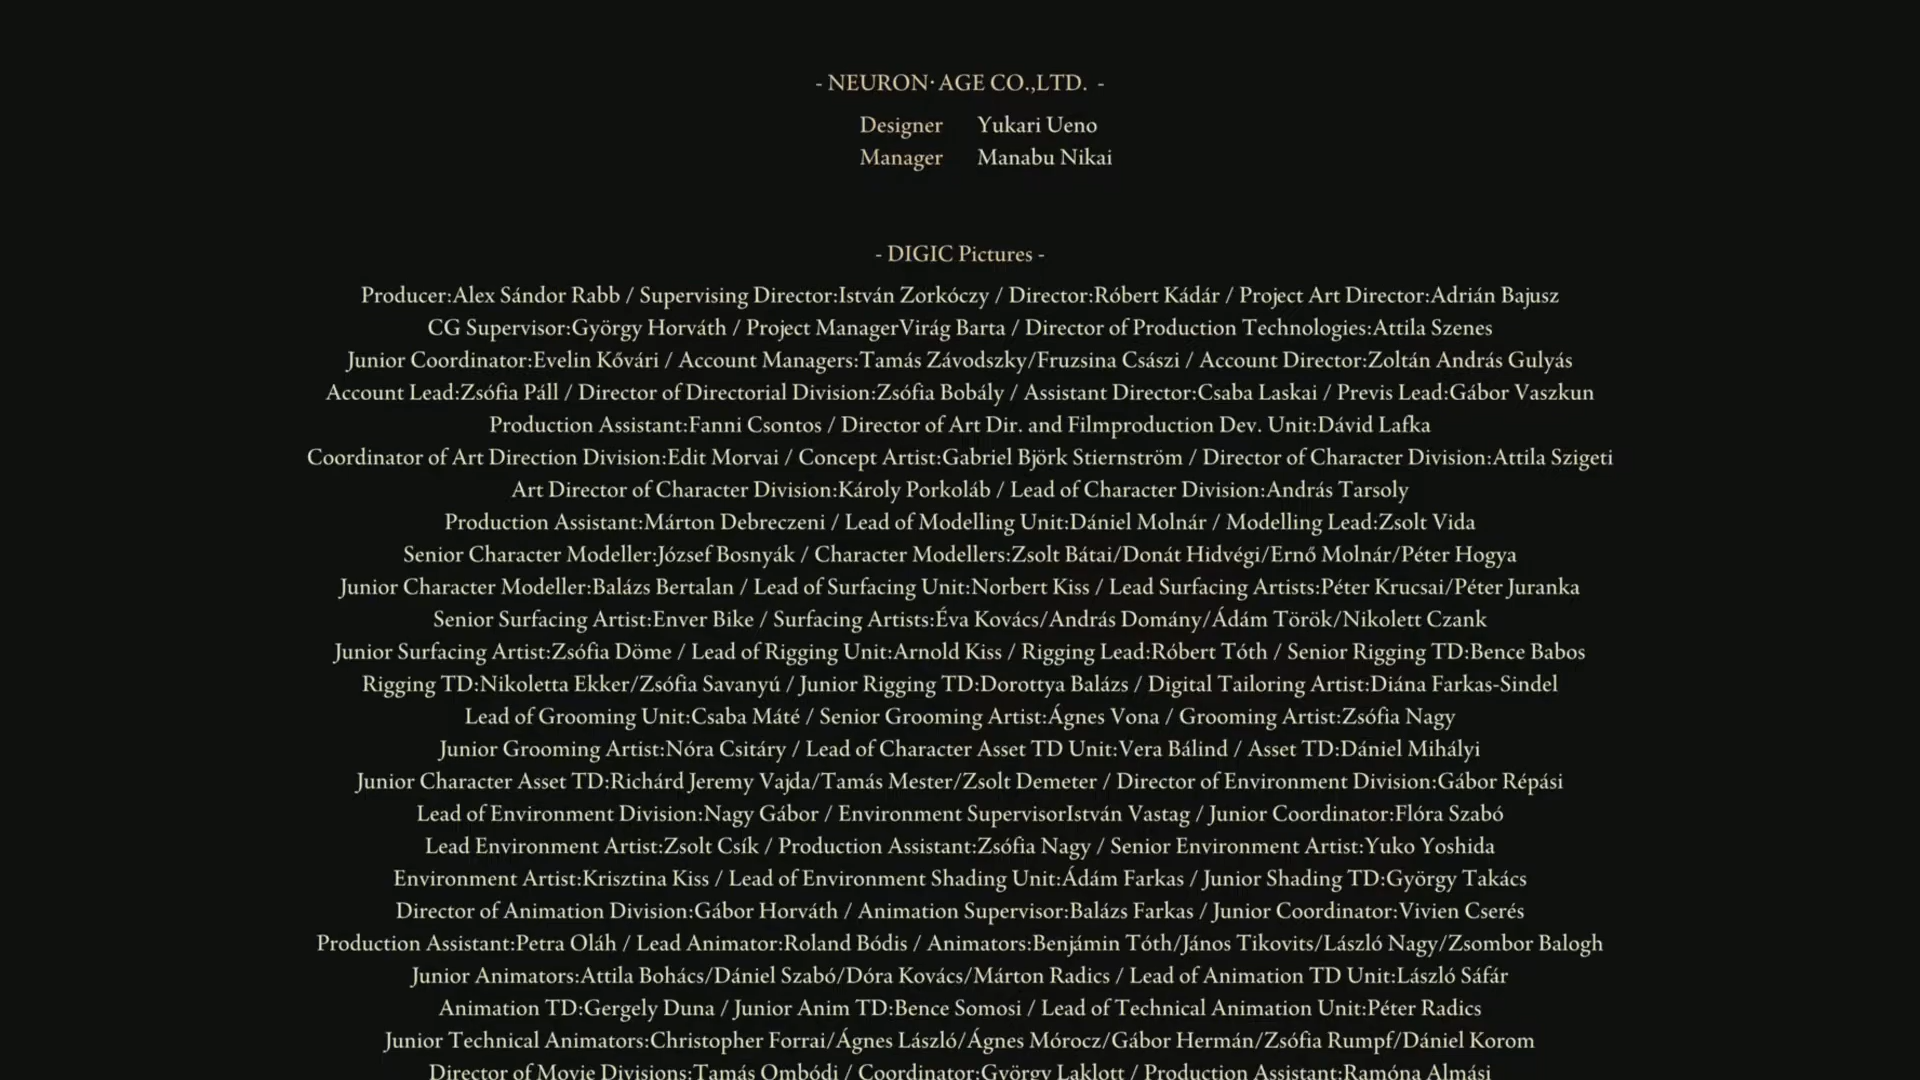 - NEURON·AGE CO.,LTD. -
Designer Yukari Ueno
Manager Manabu Nikai
- DIGIC Pictures -
Producer:Alex Sándor Rabb / Supervising Director:István Zorkóczy / Director:Róbert Kádár / Project Art Director:Adrián Bajusz
CG Supervisor:György Horváth / Project ManagerVirág Barta / Director of Production Technologies:Attila Szenes
Junior Coordinator:Evelin Kővári / Account Managers:Tamás Závodszky/Fruzsina Császi / Account Director:Zoltán András Gulyás
Account Lead:Zsófia Páll / Director of Directorial Division:Zsófia Bobály / Assistant Director:Csaba Laskai / Previs Lead:Gábor Vaszkun
Production Assistant:Fanni Csontos / Director of Art Dir. and Filmproduction Dev. Unit:Dávid Lafka
Coordinator of Art Direction Division:Edit Morvai / Concept Artist:Gabriel Björk Stiernström / Director of Character Division:Attila Szigeti
Art Director of Character Division:Károly Porkoláb / Lead of Character Division:András Tarsoly
Production Assistant:Márton Debreczeni / Lead of Modelling Unit:Dániel Molnár / Modelling Lead:Zsolt Vida
Senior Character Modeller:József Bosnyák / Character Modellers:Zsolt Bátai/Donát Hidvégi/Ernő Molnár/Péter Hogya
Junior Character Modeller:Balázs Bertalan / Lead of Surfacing Unit:Norbert Kiss / Lead Surfacing Artists:Péter Krucsai/Péter Juranka
Senior Surfacing Artist:Enver Bike / Surfacing Artists:Éva Kovács/András Domány/Ádám Török/Nikolett Czank
Junior Surfacing Artist:Zsófia Döme / Lead of Rigging Unit:Arnold Kiss / Rigging Lead:Róbert Tóth / Senior Rigging TD:Bence Babos
Rigging TD:Nikoletta Ekker/Zsófia Savanyú / Junior Rigging TD:Dorottya Balázs / Digital Tailoring Artist:Diána Farkas-Sindel
Lead of Grooming Unit:Csaba Máté / Senior Grooming Artist:Ágnes Vona / Grooming Artist:Zsófia Nagy
Junior Grooming Artist:Nóra Csitáry / Lead of Character Asset TD Unit:Vera Bálind / Asset TD:Dániel Mihályi
Junior Character Asset TD:Richárd Jeremy Vajda/Tamás Mester/Zsolt Demeter / Director of Environment Division:Gábor Répási
Lead of Environment Division:Nagy Gábor / Environment SupervisorIstván Vastag / Junior Coordinator:Flóra Szabó
Lead Environment Artist:Zsolt Csík / Production Assistant:Zsófia Nagy / Senior Environment Artist:Yuko Yoshida
Environment Artist:Krisztina Kiss / Lead of Environment Shading Unit:Ádám Farkas / Junior Shading TD:György Takács
Director of Animation Division:Gábor Horváth / Animation Supervisor:Balázs Farkas / Junior Coordinator:Vivien Cserés
Production Assistant:Petra Oláh / Lead Animator:Roland Bódis / Animators:Benjámin Tóth/János Tikovits/László Nagy/Zsombor Balogh
Junior Animators:Attila Bohács/Dániel Szabó/Dóra Kovács/Márton Radics / Lead of Animation TD Unit:László Sáfár
Animation TD:Gergely Duna / Junior Anim TD:Bence Somosi / Lead of Technical Animation Unit:Péter Radics
Junior Technical Animators:Christopher Forrai/Ágnes László/Ágnes Mórocz/Gábor Hermán/Zsófia Rumpf/Dániel Korom
Director of Movie Divisions:Tamás Ombódi / Coordinator:György Laklott / Production Assistant:Ramóna Almási